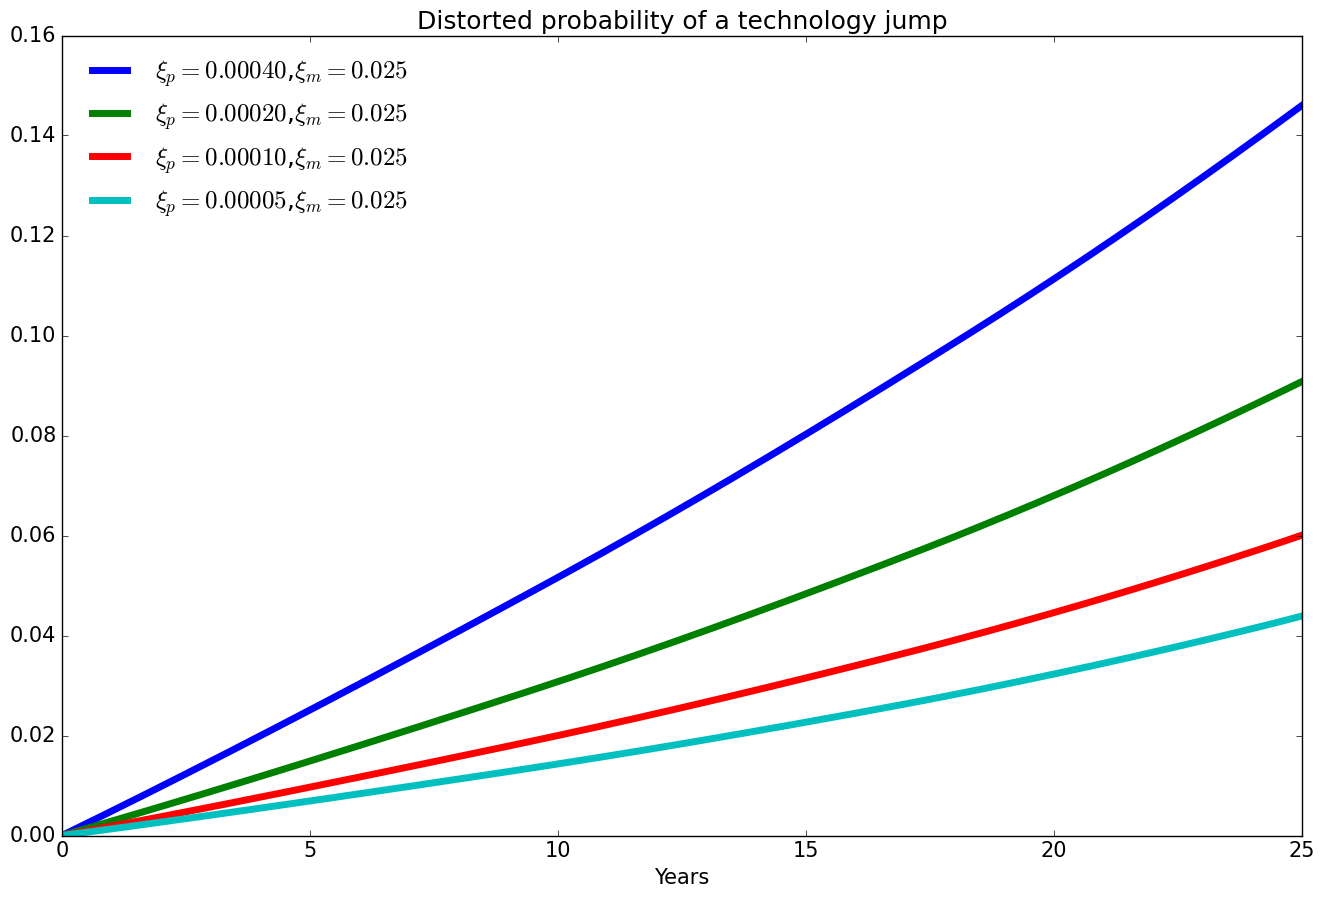 Distorted probability of a technology jump
0.16
0.14
0.12
0.10
0.08
0.06
0.04
0.02
0.00
ξp = 0.00040,ξm = 0.025
ξp = 0.00020,ξm = 0.025
ξp = 0.00010,ξm = 0.025
ξp = 0.00005,ξm = 0.025
0 5 10 15 20 25
Years